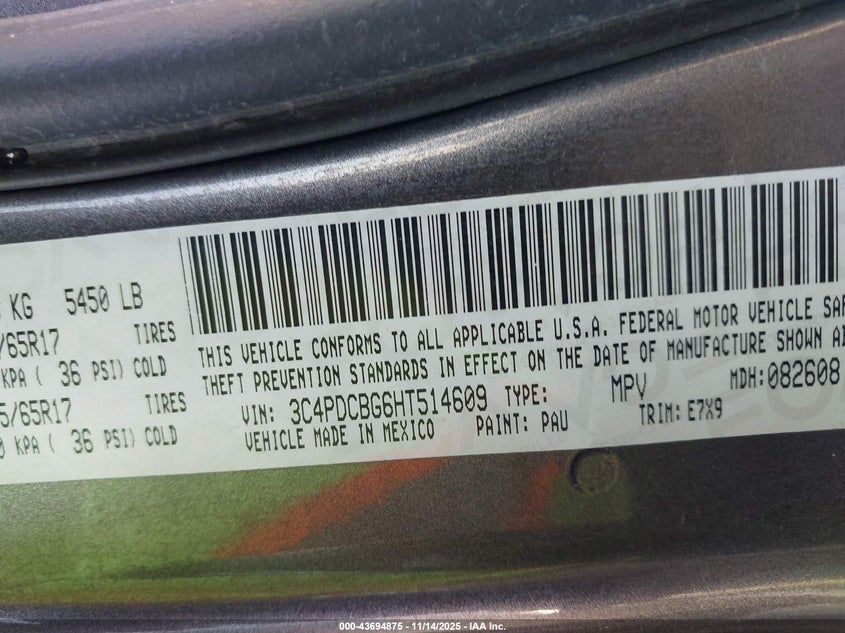 KG 5450 LB
/65R17 TIRES
KPA ( 36 PSI) COLD
5/65R17 TIRES
0 KPA ( 36 PSI) COLD
THIS VEHICLE CONFORMS TO ALL APPLICABLE U.S.A. FEDERAL MOTOR VEHICLE SAF
THEFT PREVENTION STANDARDS IN EFFECT ON THE DATE OF MANUFACTURE SHOWN A
VIN: 3C4PDCBG6HT514609 TYPE: MPV MDH:082608
VEHICLE MADE IN MEXICO PAINT: PAU TRIM: E7X9
000-43694875 — 11/14/2025 — IAA Inc.